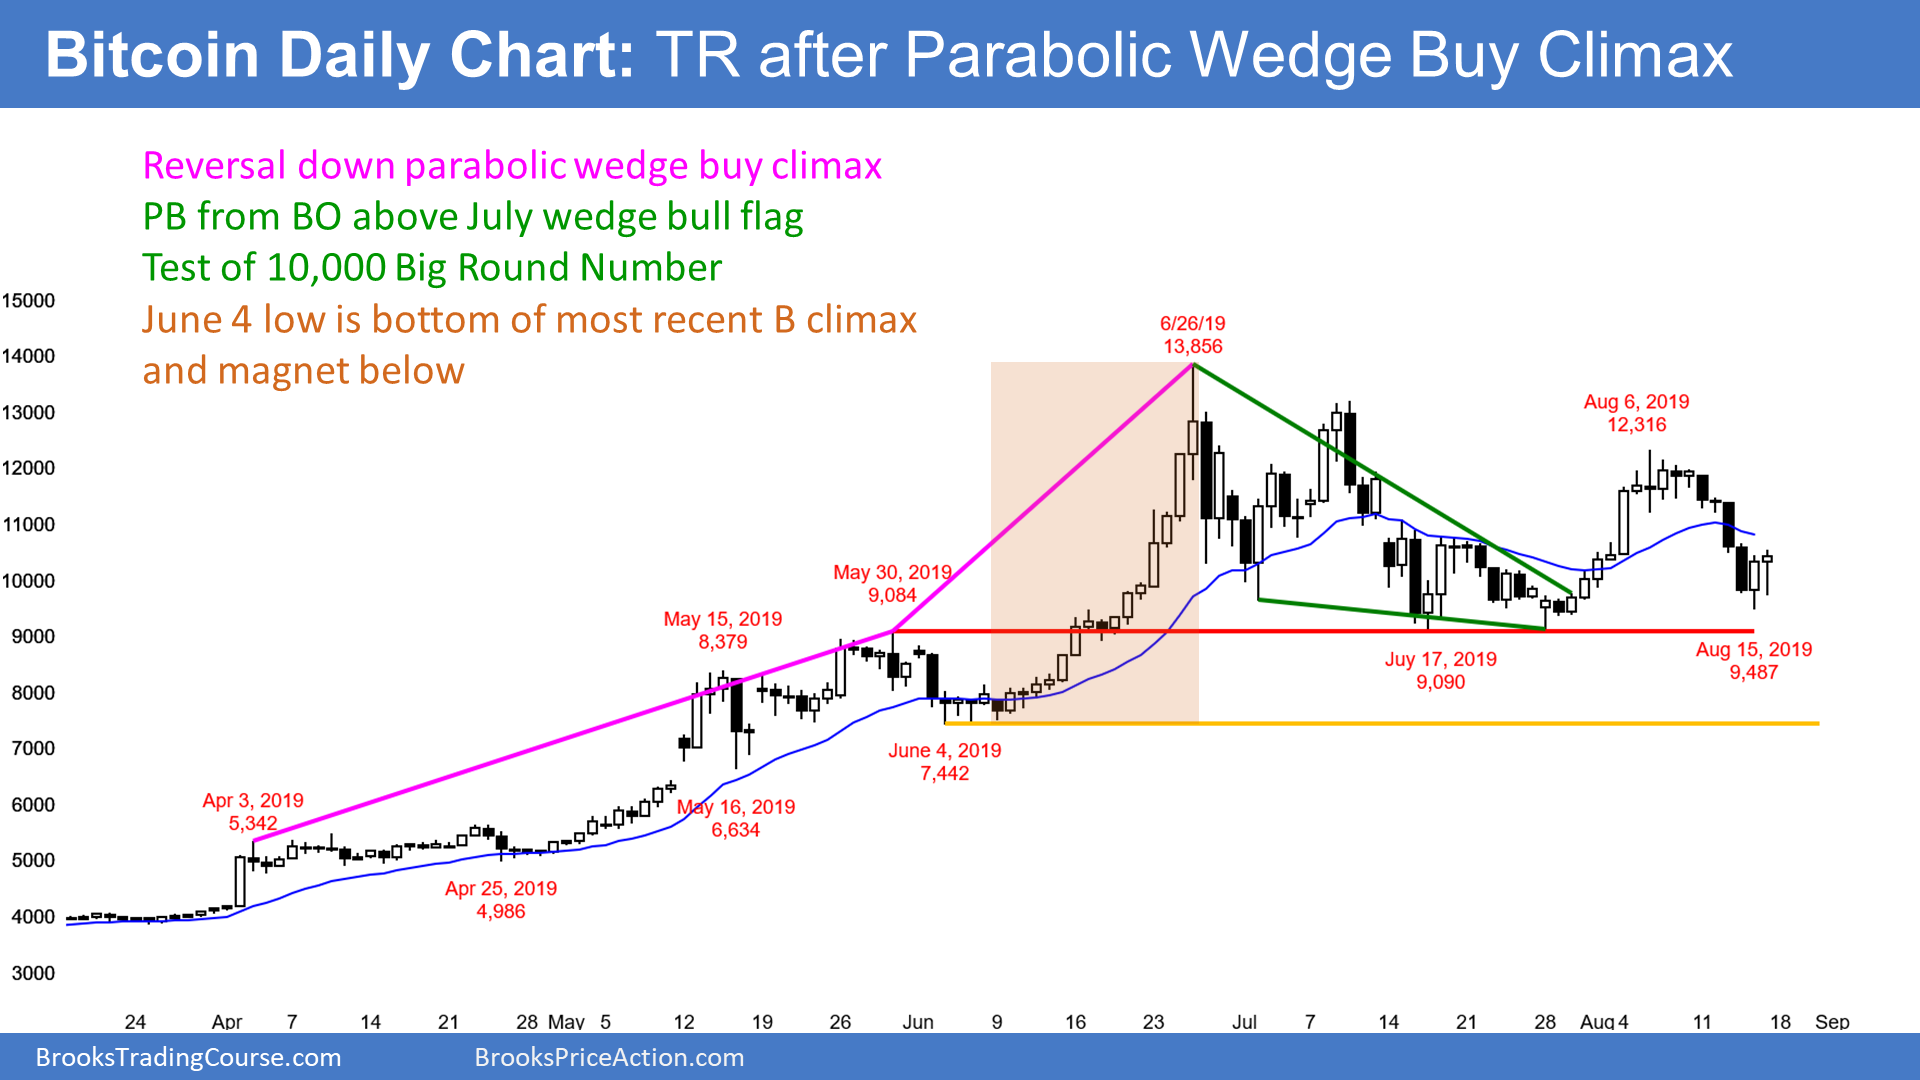 Bitcoin Daily Chart: TR after Parabolic Wedge Buy Climax
Reversal down parabolic wedge buy climax
PB from BO above July wedge bull flag
Test of 10,000 Big Round Number
June 4 low is bottom of most recent B climax
and magnet below
15000
14000
13000
12000
11000
10000
9000
8000
7000
6000
5000
4000
3000
Apr 3, 2019
5,342
Apr 25, 2019
4,986
May 15, 2019
8,379
May 16, 2019
6,634
May 30, 2019
9,084
June 4, 2019
7,442
6/26/19
13,856
Juy 17, 2019
9,090
Aug 6, 2019
12,316
Aug 15, 2019
9,487
24 Apr 7 14 21 28 May 5 12 19 26 Jun 9 16 23 Jul 7 14 21 28 Aug 4 11 18 Sep
BrooksTradingCourse.com BrooksPriceAction.com